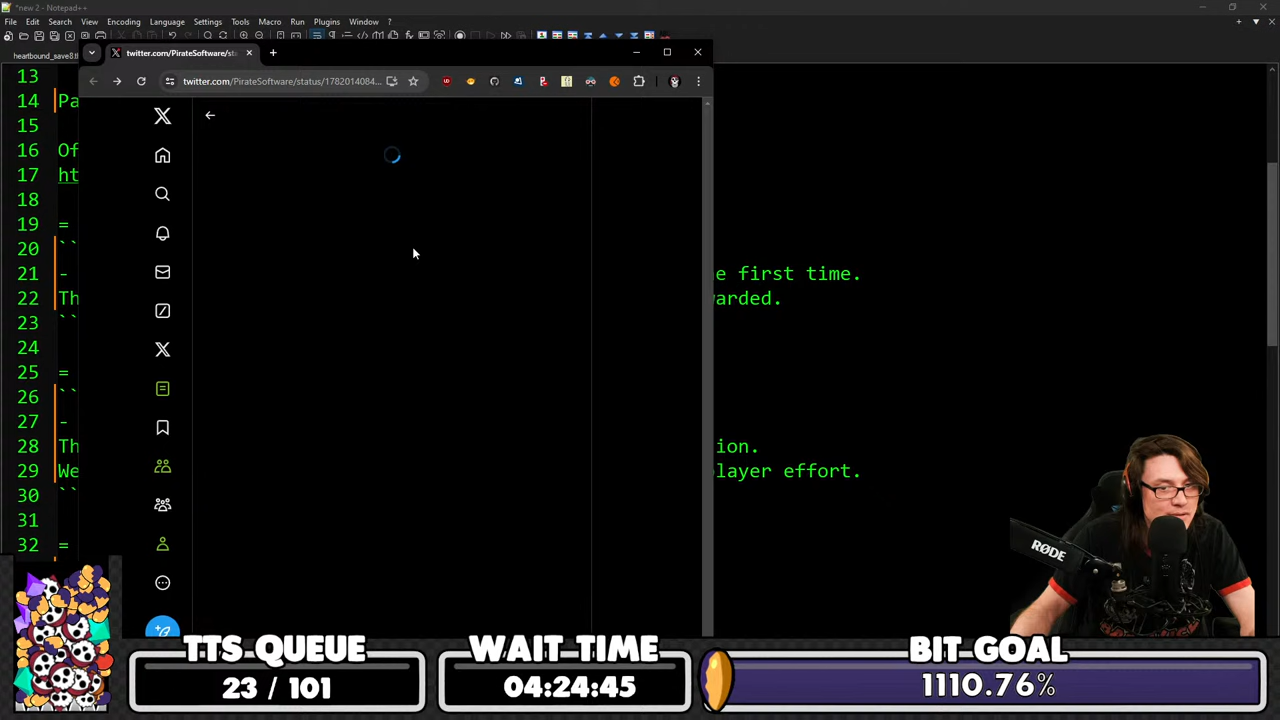 *new 2 - Notepad++
File Edit Search View Encoding Language Settings Tools Macro Run Plugins Window ?
heartbound_save8.t
twitter.com/PirateSoftware/sta
twitter.com/PirateSoftware/status/1782014084...
13
14 Pa
15
16 Of
17 ht
18
19 =
20 ``
21 - e first time.
22 Th warded.
23 ``
24
25 =
26 ``
27 -
28 Th ion.
29 We player effort.
30 ``
31
32 =
RØDE
TTS QUEUE
23 / 101
WAIT TIME
04:24:45
BIT GOAL
1110.76%